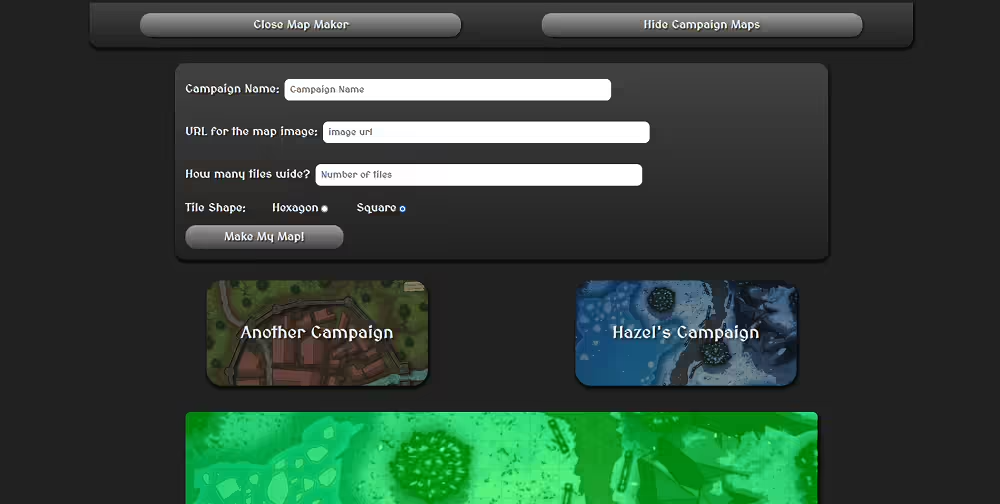 Close Map Maker
Hide Campaign Maps
Campaign Name: Campaign Name
URL for the map image: image url
How many tiles wide? Number of tiles
Tile Shape: Hexagon Square
Make My Map!
Another Campaign
Hazel's Campaign